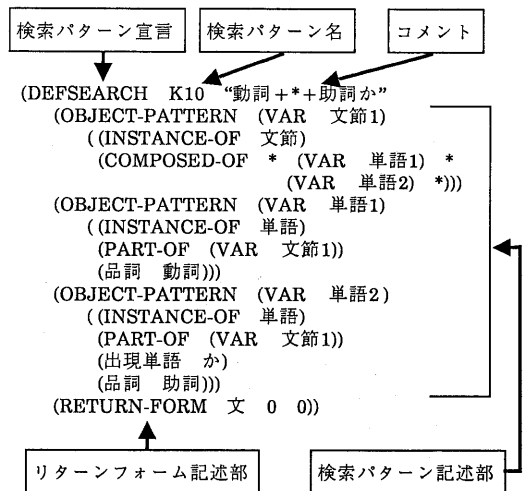 検索パターン宣言 検索パターン名 コメント
(DEFSEARCH K10 “動詞+*+助詞か”
(OBJECT-PATTERN (VAR 文節1)
((INSTANCE-OF 文節)
(COMPOSED-OF * (VAR 単語1) *
(VAR 単語2) *)))
(OBJECT-PATTERN (VAR 単語1)
((INSTANCE-OF 単語)
(PART-OF (VAR 文節1))
(品詞 動詞)))
(OBJECT-PATTERN (VAR 単語2)
((INSTANCE-OF 単語)
(PART-OF (VAR 文節1))
(出現単語 か)
(品詞 助詞)))
(RETURN-FORM 文 0 0))
リターンフォーム記述部 検索パターン記述部